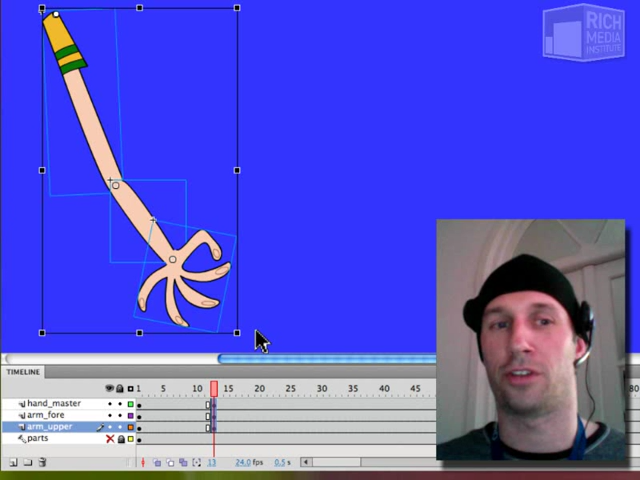 RICH
MEDIA
INSTITUTE
TIMELINE
1 5 10 15 20 25 30 35 40 45 80
hand_master
arm_fore
arm_upper
parts
13 24.0 fps 0.5 s